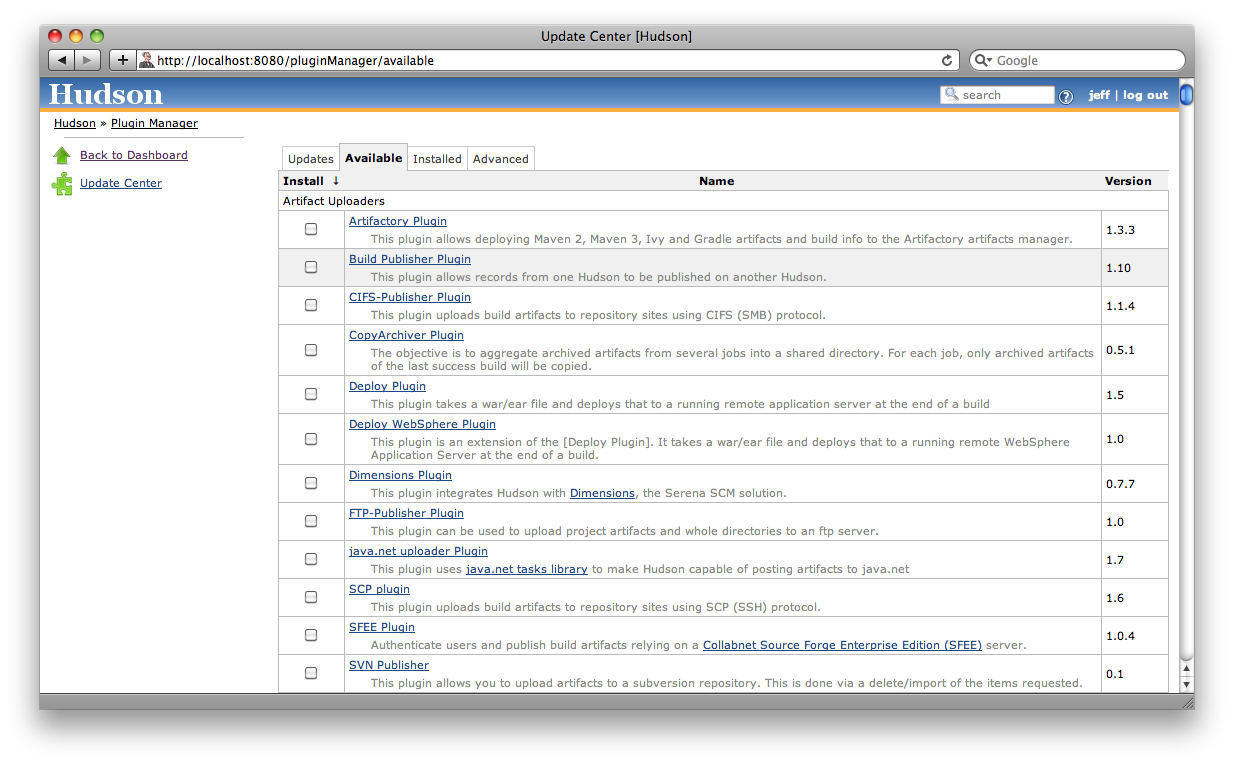 Update Center [Hudson]
http://localhost:8080/pluginManager/available
Google
Hudson
search
?
jeff | log out
Hudson » Plugin Manager
Back to Dashboard
Update Center
Updates Available Installed Advanced
Install ↓ Name Version
Artifact Uploaders
Artifactory Plugin
This plugin allows deploying Maven 2, Maven 3, Ivy and Gradle artifacts and build info to the Artifactory artifacts manager.
1.3.3
Build Publisher Plugin
This plugin allows records from one Hudson to be published on another Hudson.
1.10
CIFS-Publisher Plugin
This plugin uploads build artifacts to repository sites using CIFS (SMB) protocol.
1.1.4
CopyArchiver Plugin
The objective is to aggregate archived artifacts from several jobs into a shared directory. For each job, only archived artifacts
of the last success build will be copied.
0.5.1
Deploy Plugin
This plugin takes a war/ear file and deploys that to a running remote application server at the end of a build
1.5
Deploy WebSphere Plugin
This plugin is an extension of the [Deploy Plugin]. It takes a war/ear file and deploys that to a running remote WebSphere
Application Server at the end of a build.
1.0
Dimensions Plugin
This plugin integrates Hudson with Dimensions, the Serena SCM solution.
0.7.7
FTP-Publisher Plugin
This plugin can be used to upload project artifacts and whole directories to an ftp server.
1.0
java.net uploader Plugin
This plugin uses java.net tasks library to make Hudson capable of posting artifacts to java.net
1.7
SCP plugin
This plugin uploads build artifacts to repository sites using SCP (SSH) protocol.
1.6
SFEE Plugin
Authenticate users and publish build artifacts relying on a Collabnet Source Forge Enterprise Edition (SFEE) server.
1.0.4
SVN Publisher
This plugin allows you to upload artifacts to a subversion repository. This is done via a delete/import of the items requested.
0.1